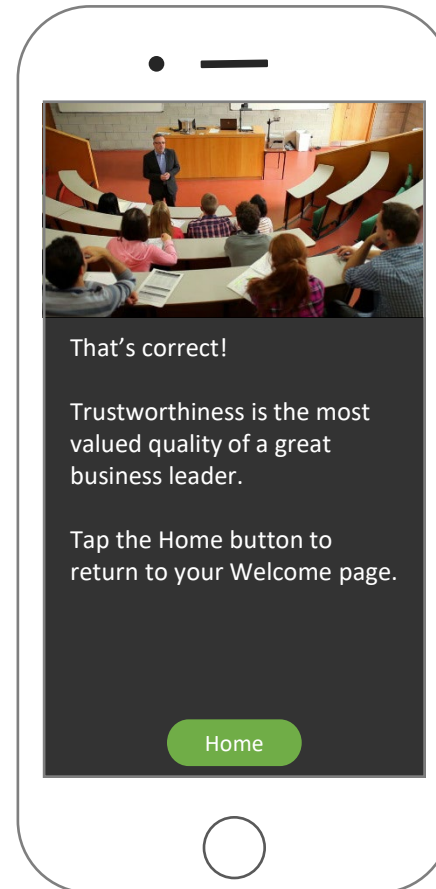 That’s correct!
Trustworthiness is the most
valued quality of a great
business leader.
Tap the Home button to
return to your Welcome page.
Home